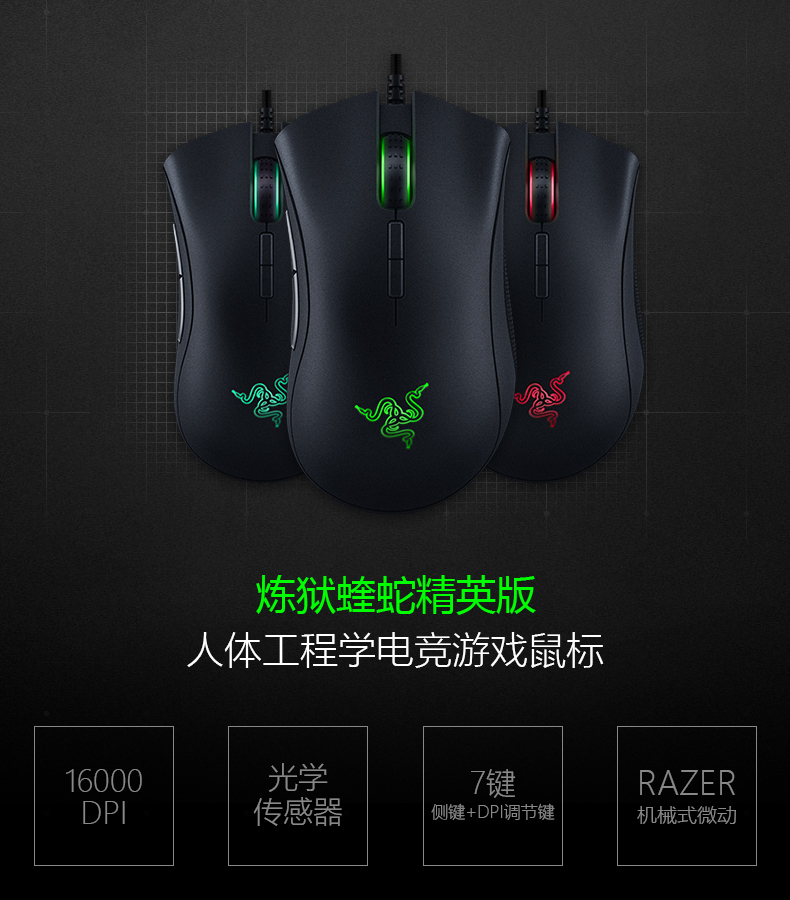 炼狱蝰蛇精英版
人体工程学电竞游戏鼠标
16000
DPI
光学
传感器
7键
侧键+DPI调节键
RAZER
机械式微动